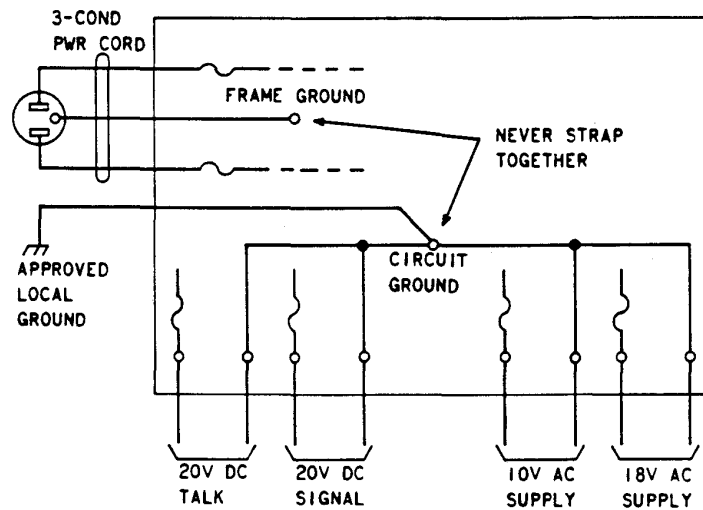 3-COND
PWR CORD
FRAME GROUND
NEVER STRAP
TOGETHER
APPROVED
LOCAL
GROUND
CIRCUIT
GROUND
20V DC
TALK
20V DC
SIGNAL
10V AC
SUPPLY
18V AC
SUPPLY